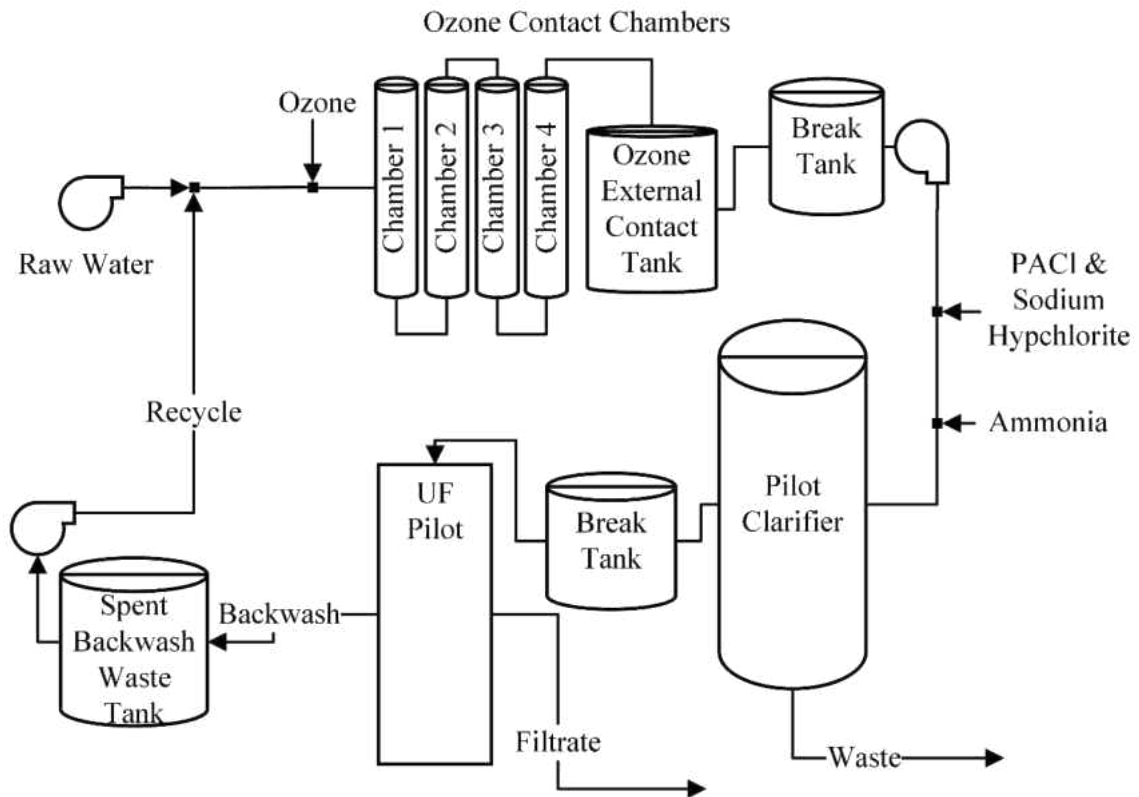 Ozone Contact Chambers
Ozone
Chamber 1
Chamber 2
Chamber 3
Chamber 4
Ozone
External
Contact
Tank
Break
Tank
Raw Water
PACl &
Sodium
Hypchlorite
Ammonia
Recycle
UF
Pilot
Break
Tank
Pilot
Clarifier
Spent
Backwash
Waste
Tank
Backwash
Filtrate
Waste